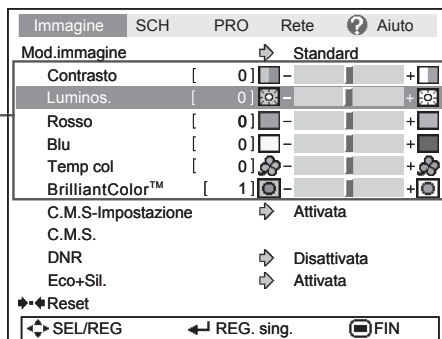 Immagine SCH PRO Rete ? Aiuto
Mod.immagine Standard
Contrasto [ 0 ] - +
Luminos. [ 0 ] - +
Rosso [ 0 ] - +
Blu [ 0 ] - +
Temp col [ 0 ] - +
BrilliantColor™ [ 1 ] - +
C.M.S-Impostazione Attivata
C.M.S.
DNR Disattivata
Eco+Sil. Attivata
Reset
SEL/REG REG. sing. FIN